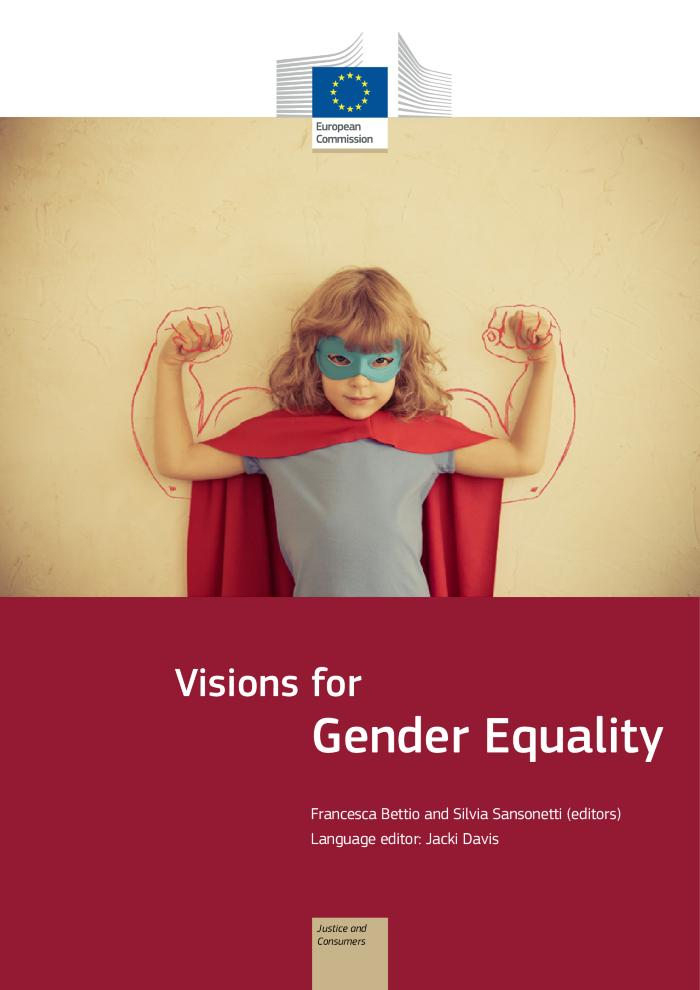 European
Commission
Visions for
Gender Equality
Francesca Bettio and Silvia Sansonetti (editors)
Language editor: Jacki Davis
Justice and
Consumers